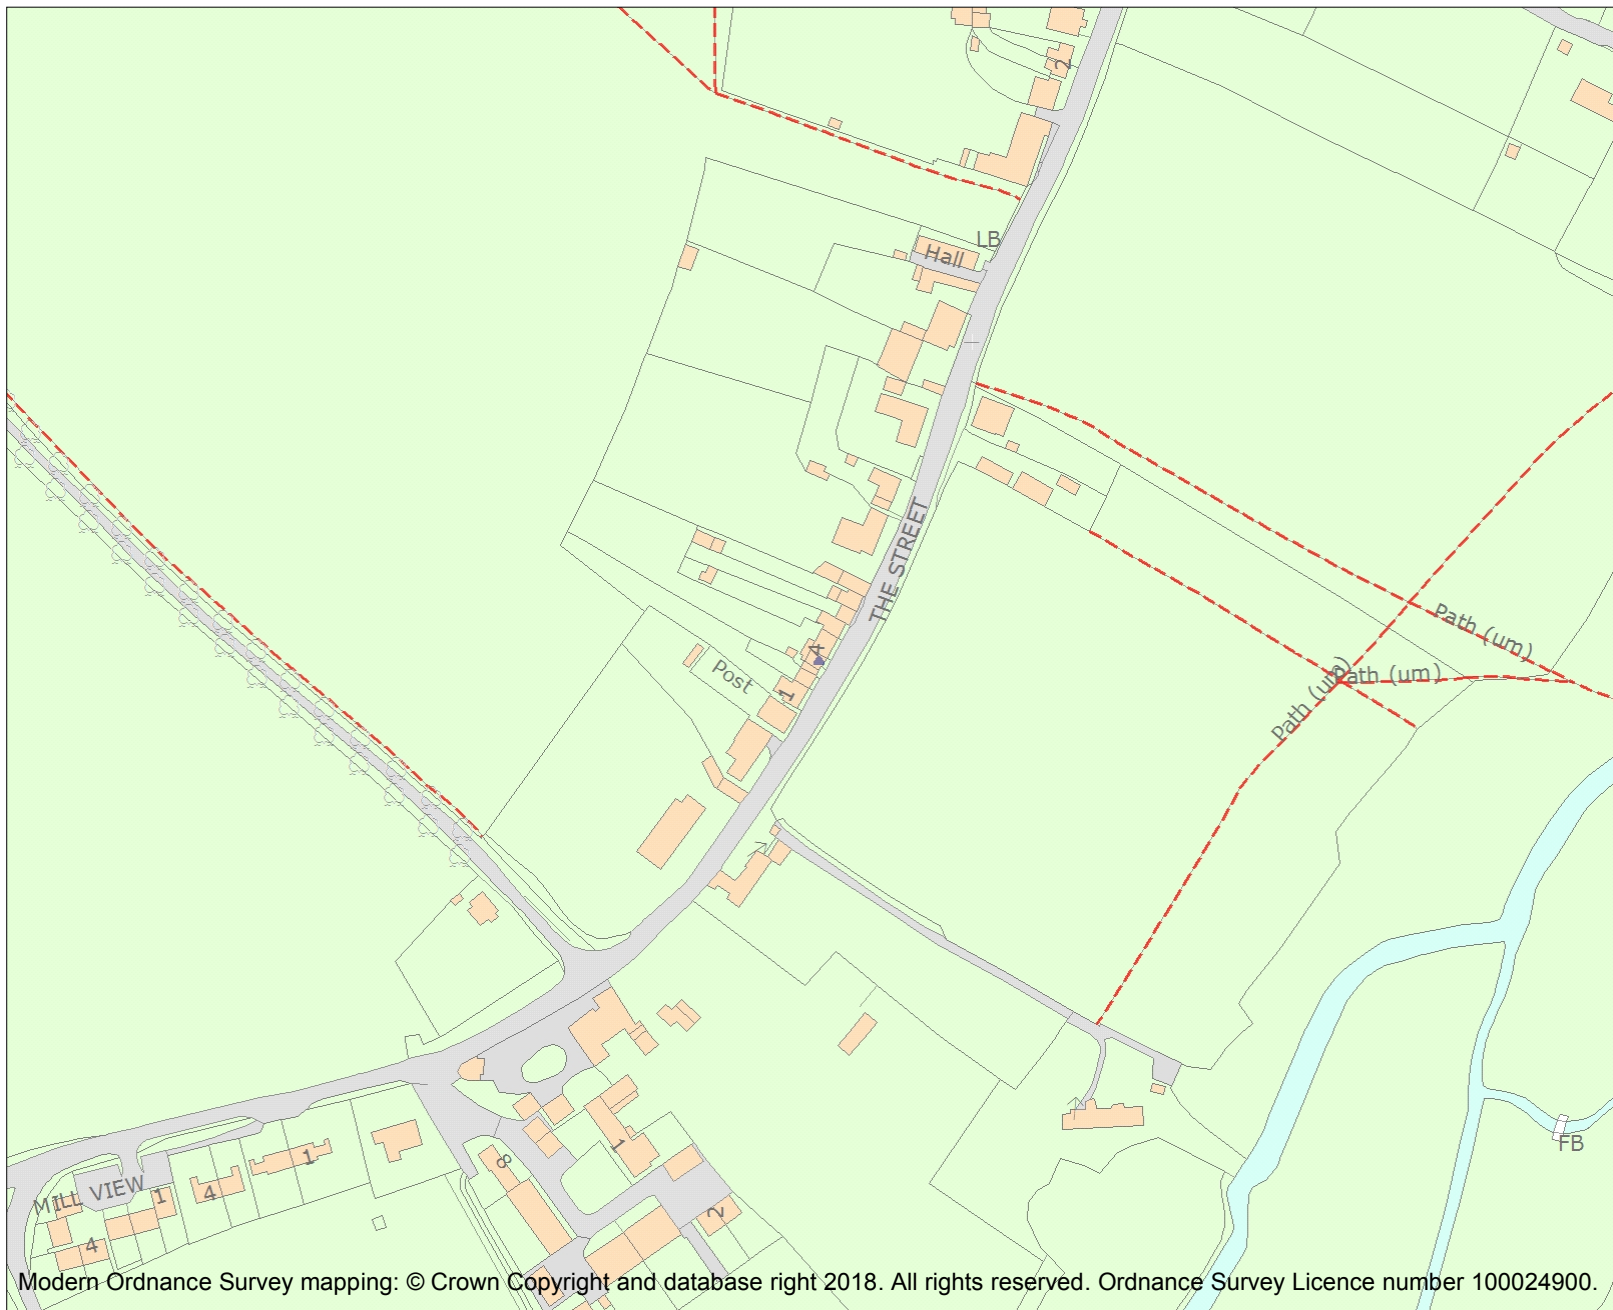 2
LB
Hall
THE STREET
Path (um)
4
Path (um)
Path (um)
Post
1
FB
1
8
1
4
1
MILL VIEW
2
4
Modern Ordnance Survey mapping: © Crown Copyright and database right 2018. All rights reserved. Ordnance Survey Licence number 100024900.